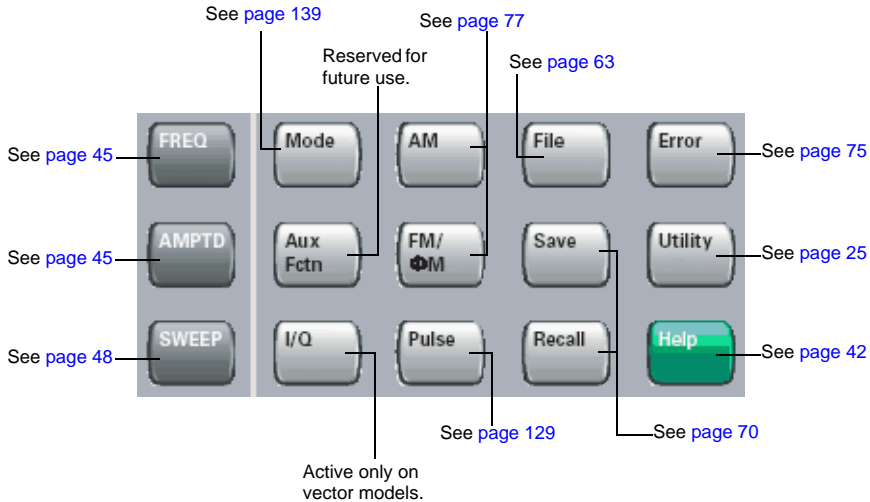 See page 139
See page 77
Reserved for
future use.
See page 63
FREQ
Mode
AM
File
Error
See page 45
See page 75
AMPTD
Aux
Fctn
FM/
ΦM
Save
Utility
See page 45
See page 25
SWEEP
I/Q
Pulse
Recall
Help
See page 48
See page 42
See page 129
See page 70
Active only on
vector models.